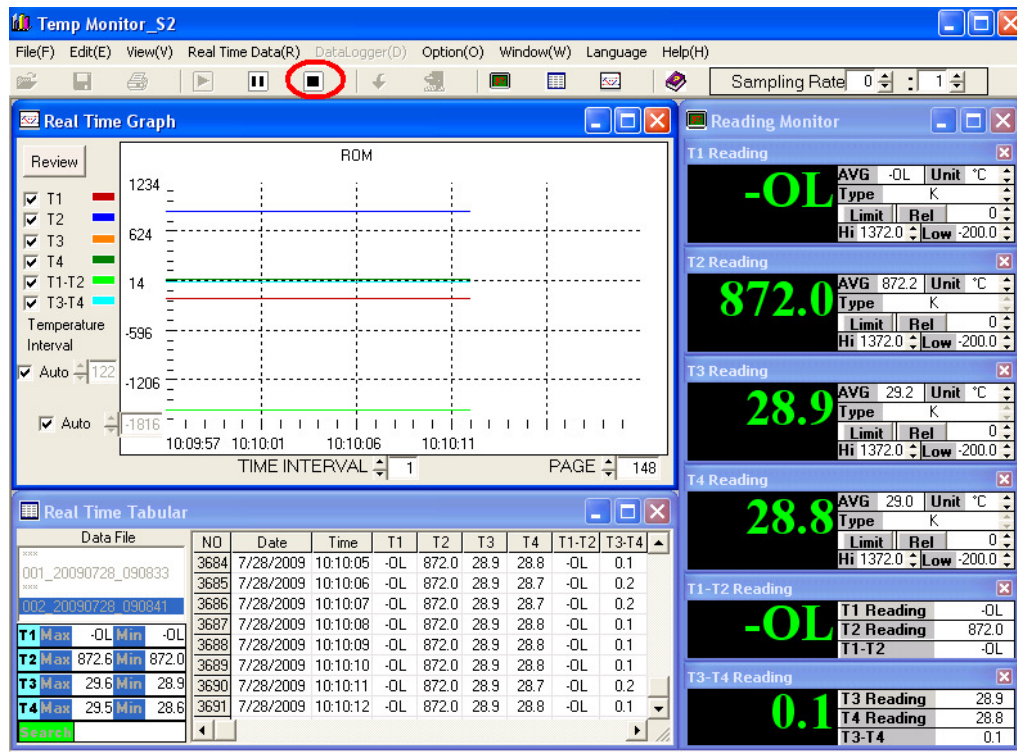 Temp Monitor_S2
File(F) Edit(E) View(V) Real Time Data(R) DataLogger(D) Option(O) Window(W) Language Help(H)
Sampling Rate 0 : 1
Real Time Graph
Review
ROM
T1
T2
T3
T4
T1-T2
T3-T4
Temperature
Interval
Auto 122
Auto -1816
1234
624
14
-596
-1206
10:09:57 10:10:01 10:10:06 10:10:11
TIME INTERVAL 1 PAGE 148
Real Time Tabular
Data File
***
001_20090728_090833
***
002_20090728_090841
T1 Max -OL Min -OL
T2 Max 872.6 Min 872.0
T3 Max 29.6 Min 28.9
T4 Max 29.5 Min 28.6
Search
NO Date Time T1 T2 T3 T4 T1-T2 T3-T4
3684 7/28/2009 10:10:05 -OL 872.0 28.9 28.8 -OL 0.1
3685 7/28/2009 10:10:06 -OL 872.0 28.9 28.7 -OL 0.2
3686 7/28/2009 10:10:07 -OL 872.0 28.9 28.7 -OL 0.2
3687 7/28/2009 10:10:08 -OL 872.0 28.9 28.8 -OL 0.1
3688 7/28/2009 10:10:09 -OL 872.0 28.9 28.8 -OL 0.1
3689 7/28/2009 10:10:10 -OL 872.0 28.9 28.8 -OL 0.1
3690 7/28/2009 10:10:11 -OL 872.0 28.9 28.7 -OL 0.2
3691 7/28/2009 10:10:12 -OL 872.0 28.9 28.8 -OL 0.1
Reading Monitor
T1 Reading
-OL
AVG -OL Unit °C
Type K
Limit Rel 0
Hi 1372.0 Low -200.0
T2 Reading
872.0
AVG 872.2 Unit °C
Type K
Limit Rel 0
Hi 1372.0 Low -200.0
T3 Reading
28.9
AVG 29.2 Unit °C
Type K
Limit Rel 0
Hi 1372.0 Low -200.0
T4 Reading
28.8
AVG 29.0 Unit °C
Type K
Limit Rel 0
Hi 1372.0 Low -200.0
T1-T2 Reading
-OL
T1 Reading -OL
T2 Reading 872.0
T1-T2 -OL
T3-T4 Reading
0.1
T3 Reading 28.9
T4 Reading 28.8
T3-T4 0.1